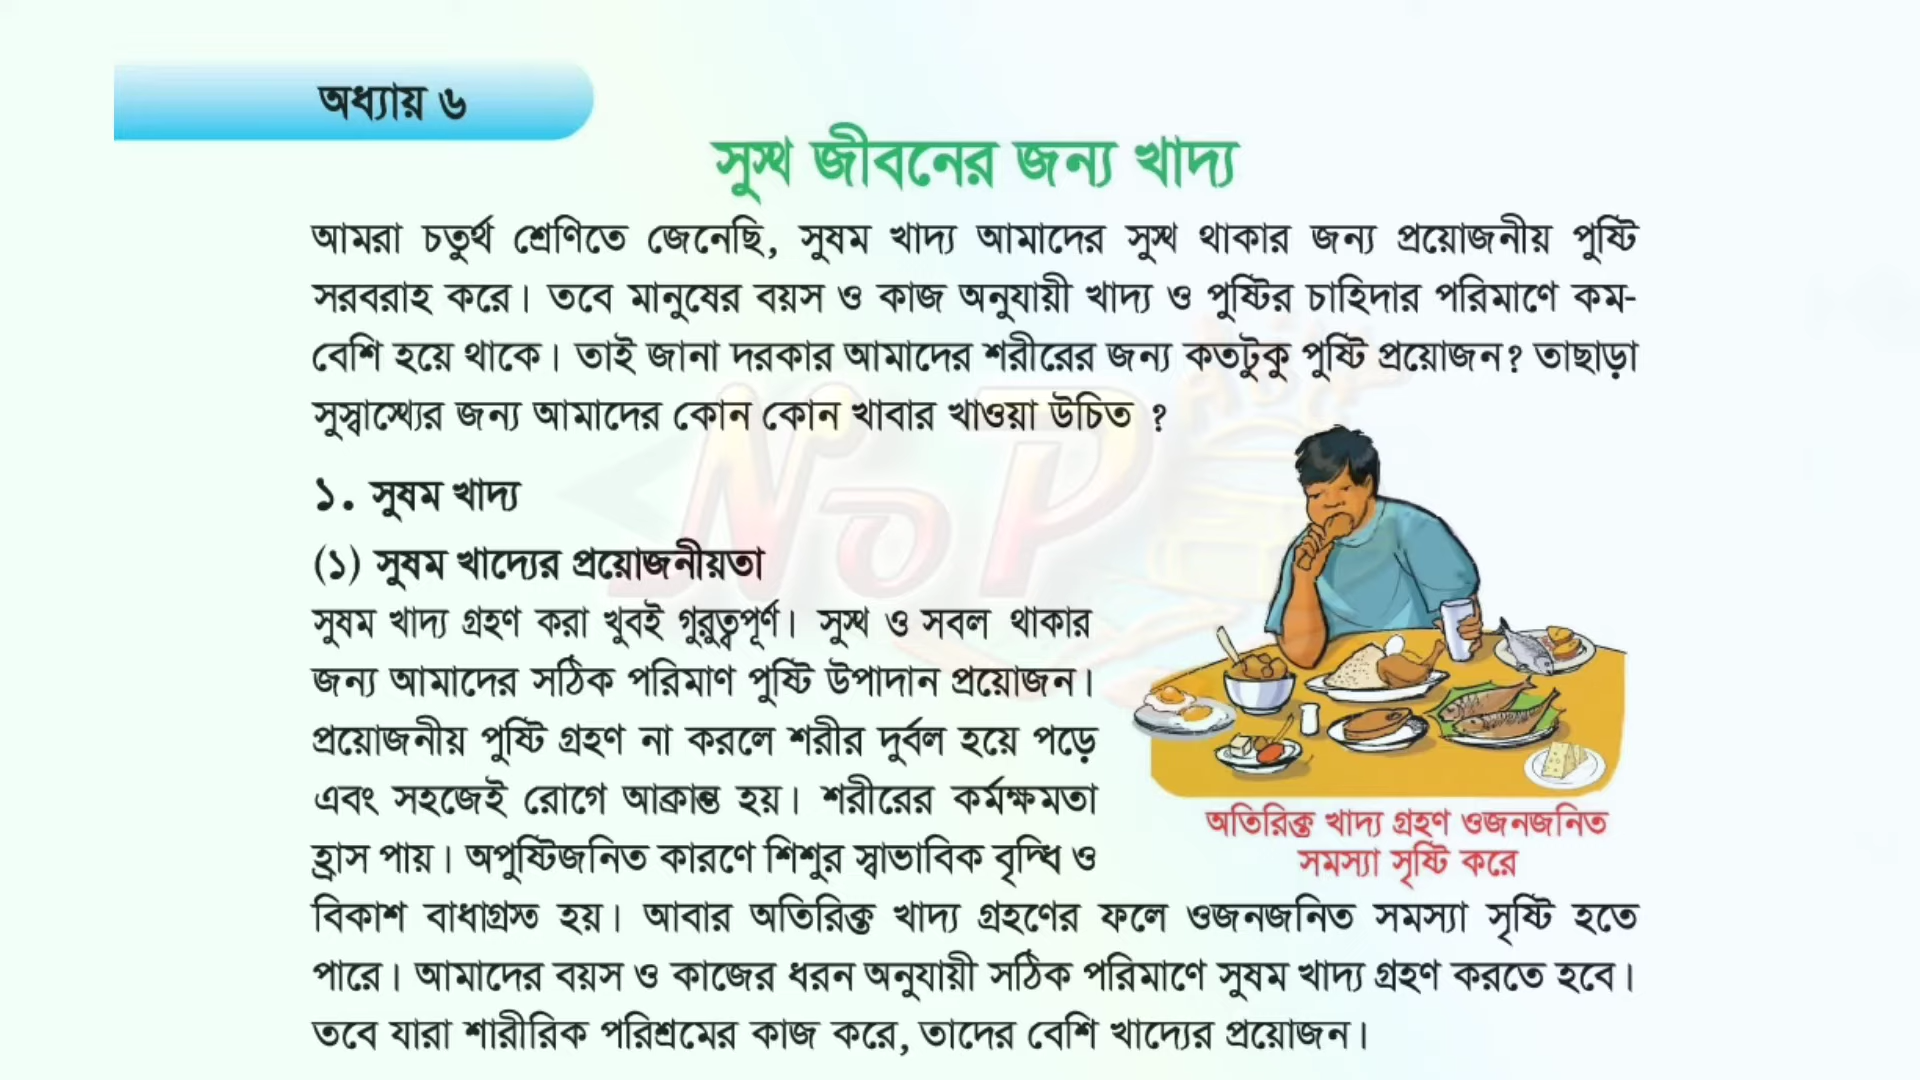 অধ্যায় ৬
সুস্থ জীবনের জন্য খাদ্য
আমরা চতুর্থ শ্রেণিতে জেনেছি, সুষম খাদ্য আমাদের সুস্থ থাকার জন্য প্রয়োজনীয় পুষ্টি
সরবরাহ করে। তবে মানুষের বয়স ও কাজ অনুযায়ী খাদ্য ও পুষ্টির চাহিদার পরিমাণে কম-
বেশি হয়ে থাকে। তাই জানা দরকার আমাদের শরীরের জন্য কতটুকু পুষ্টি প্রয়োজন? তাছাড়া
সুস্বাস্থ্যের জন্য আমাদের কোন কোন খাবার খাওয়া উচিত ?
১. সুষম খাদ্য
(১) সুষম খাদ্যের প্রয়োজনীয়তা
সুষম খাদ্য গ্রহণ করা খুবই গুরুত্বপূর্ণ। সুস্থ ও সবল থাকার
জন্য আমাদের সঠিক পরিমাণ পুষ্টি উপাদান প্রয়োজন।
প্রয়োজনীয় পুষ্টি গ্রহণ না করলে শরীর দুর্বল হয়ে পড়ে
এবং সহজেই রোগে আক্রান্ত হয়। শরীরের কর্মক্ষমতা
হ্রাস পায়। অপুষ্টিজনিত কারণে শিশুর স্বাভাবিক বৃদ্ধি ও
বিকাশ বাধাগ্রস্ত হয়। আবার অতিরিক্ত খাদ্য গ্রহণের ফলে ওজনজনিত সমস্যা সৃষ্টি হতে
পারে। আমাদের বয়স ও কাজের ধরন অনুযায়ী সঠিক পরিমাণে সুষম খাদ্য গ্রহণ করতে হবে।
তবে যারা শারীরিক পরিশ্রমের কাজ করে, তাদের বেশি খাদ্যের প্রয়োজন।
অতিরিক্ত খাদ্য গ্রহণ ওজনজনিত
সমস্যা সৃষ্টি করে
NoP